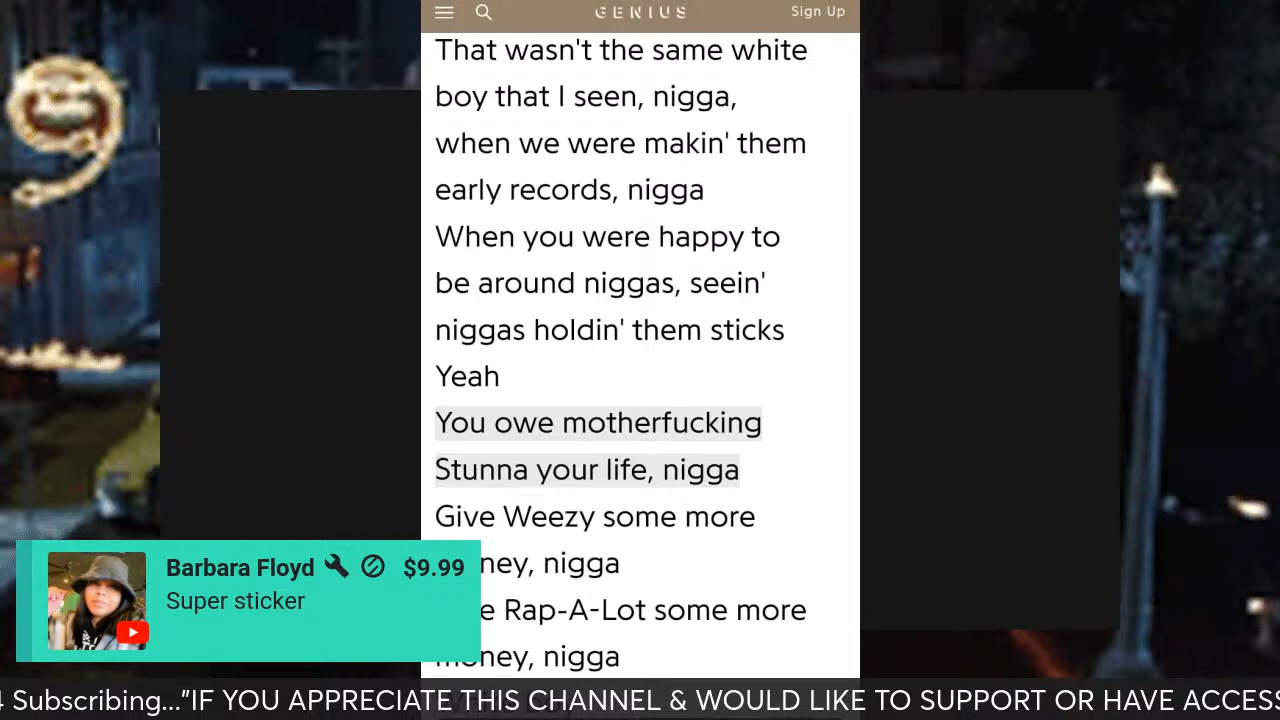 GENIUS
Sign Up
That wasn't the same white
boy that I seen, nigga,
when we were makin' them
early records, nigga
When you were happy to
be around niggas, seein'
niggas holdin' them sticks
Yeah
You owe motherfucking
Stunna your life, nigga
Give Weezy some more
ney, nigga
e Rap-A-Lot some more
money, nigga
Barbara Floyd $9.99
Super sticker
4 Subscribing..."IF YOU APPRECIATE THIS CHANNEL & WOULD LIKE TO SUPPORT OR HAVE ACCESS